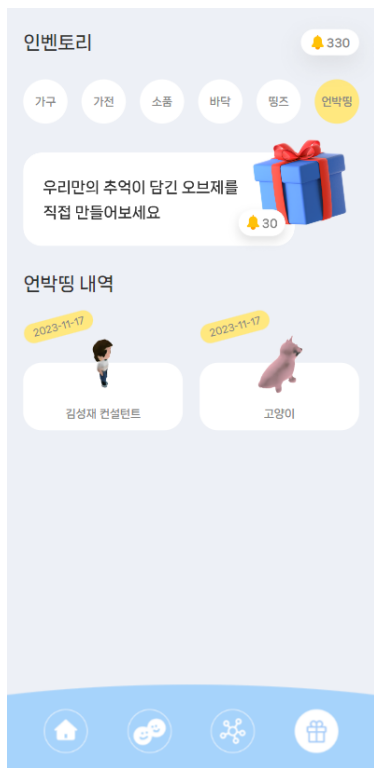 인벤토리
330
가구
가전
소품
바닥
띵즈
언박띵
우리만의 추억이 담긴 오브제를
직접 만들어보세요
30
언박띵 내역
2023-11-17
2023-11-17
김성재 컨설턴트
고양이